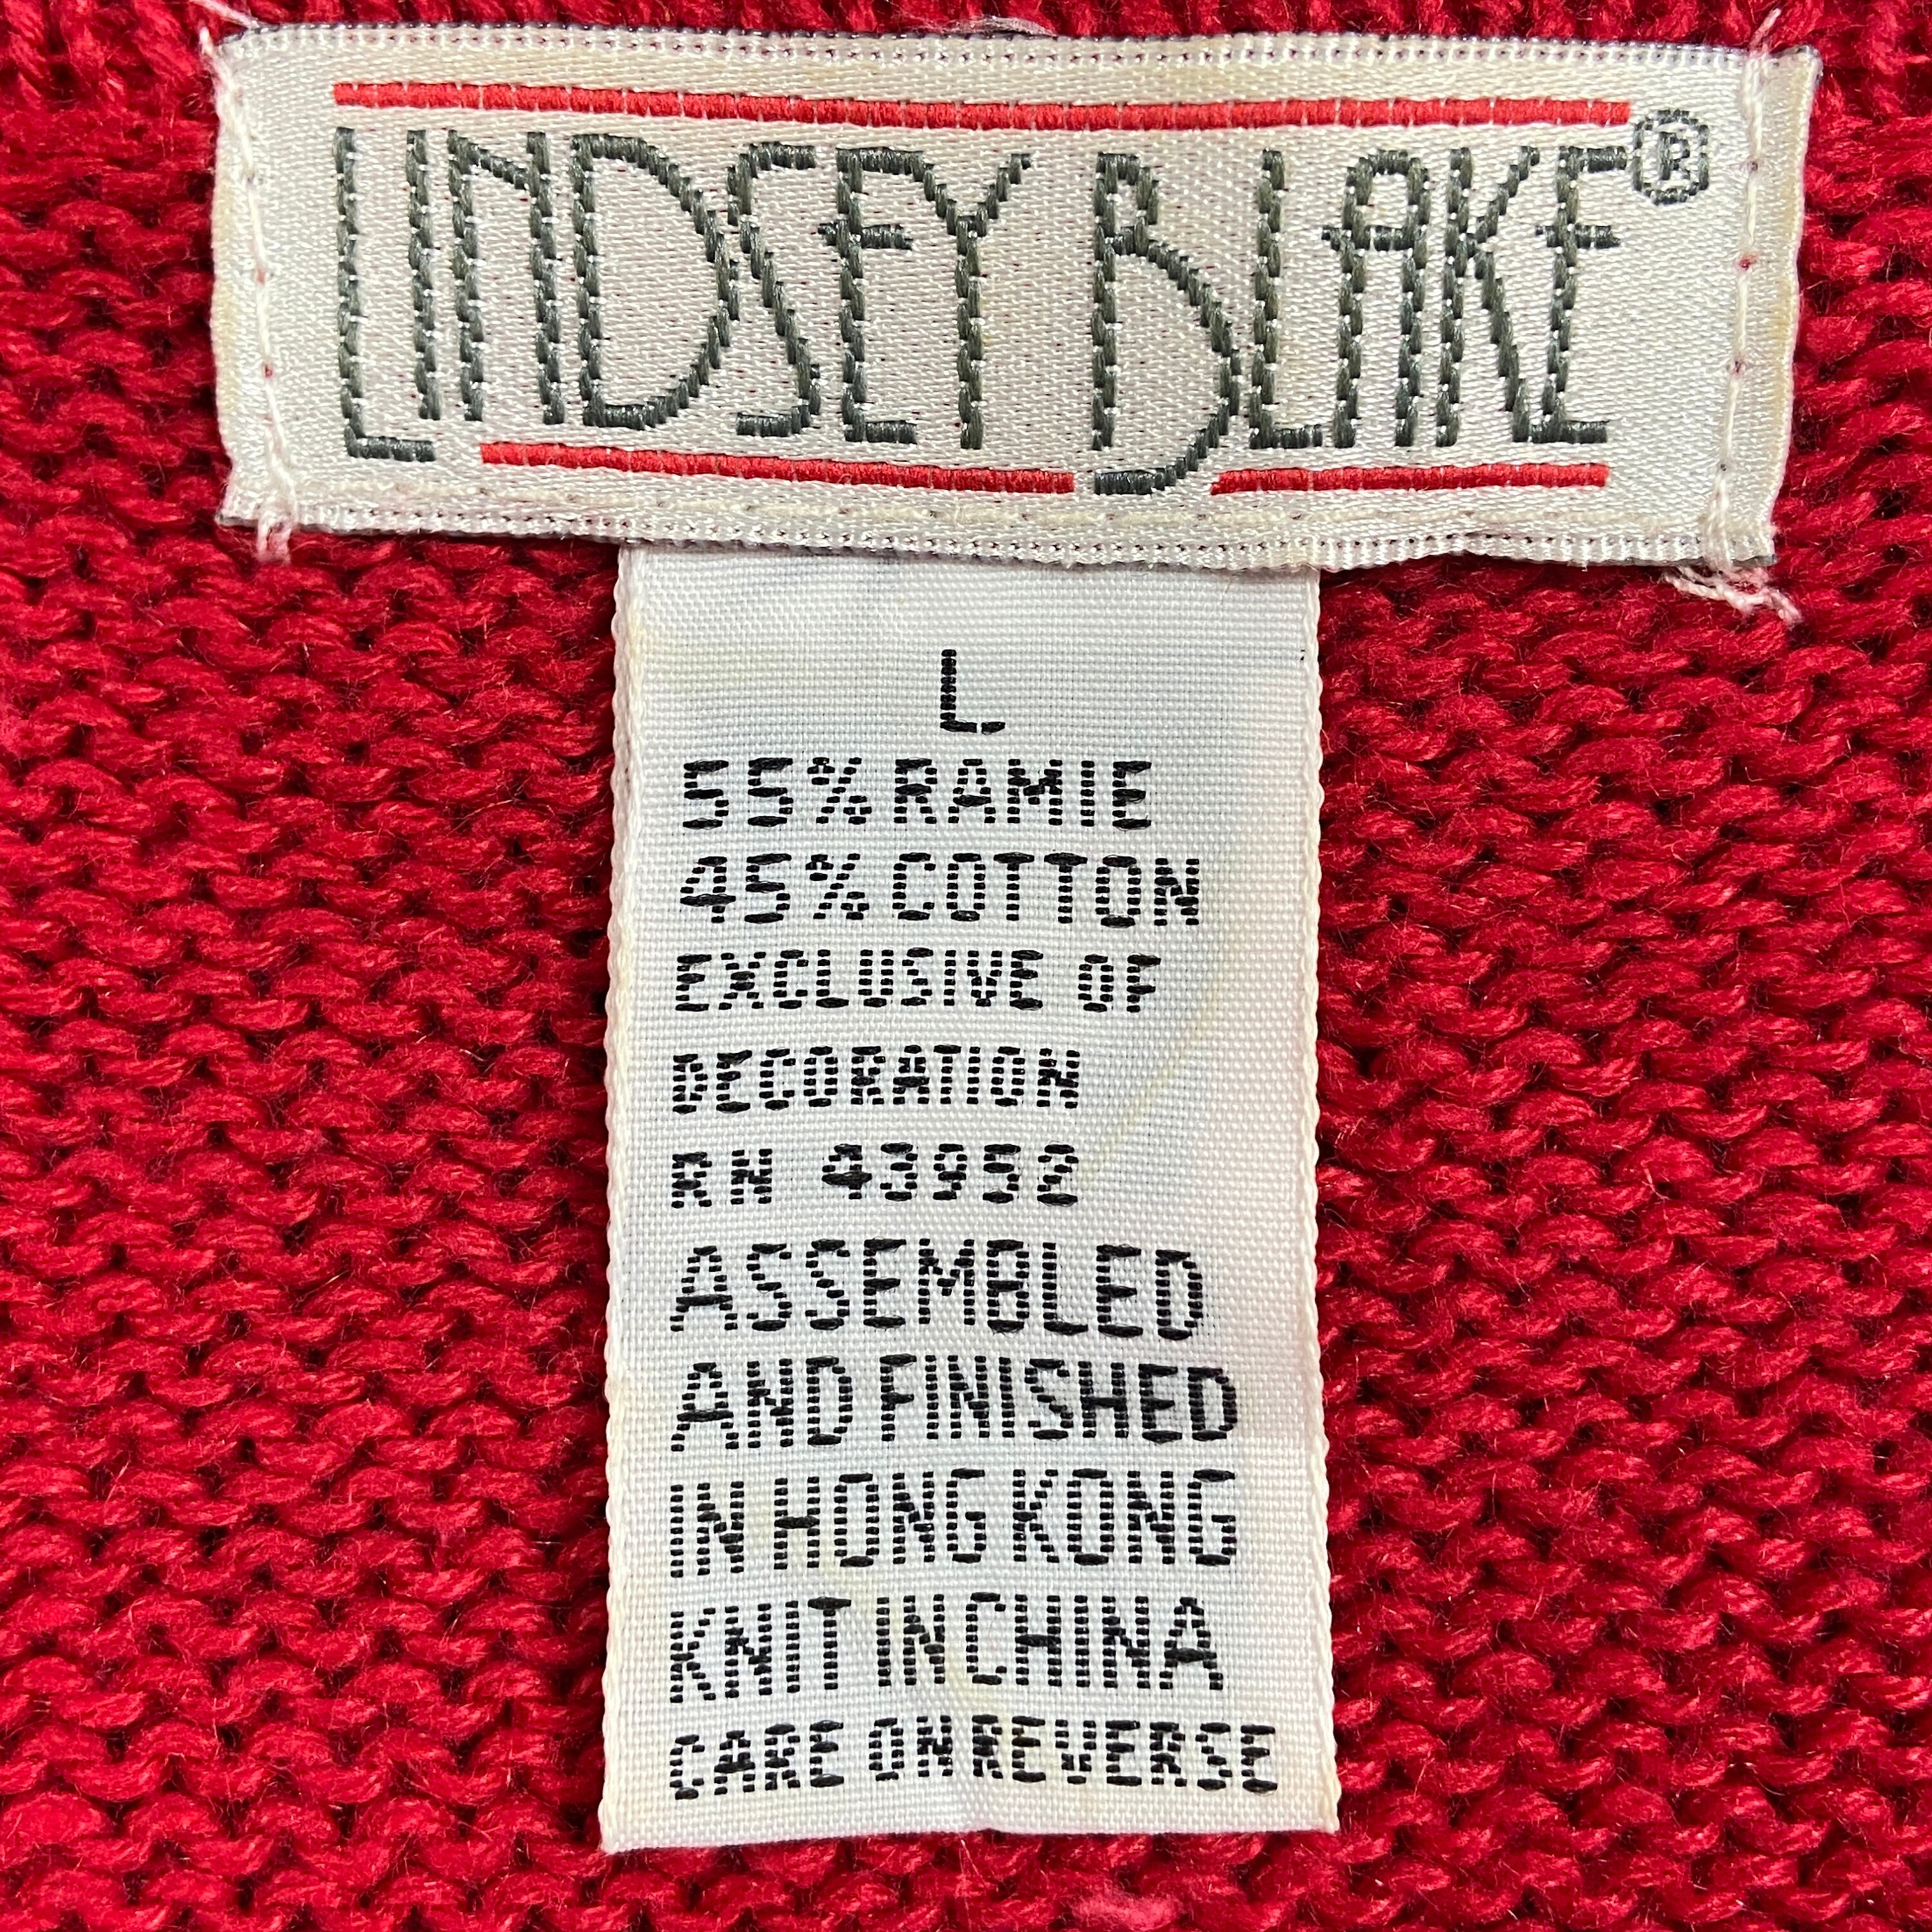 LINDSEY BLAKE®
L
55% RAMIE
45% COTTON
EXCLUSIVE OF
DECORATION
RN 43952
ASSEMBLED
AND FINISHED
IN HONG KONG
KNIT IN CHINA
CARE ON REVERSE